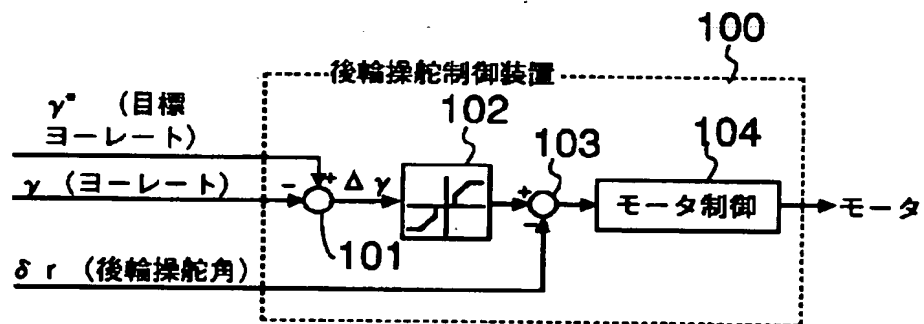 100
後輪操舵制御装置
γ* (目標
ヨーレート)
102
103
104
γ (ヨーレート)
- + Δγ
+
-
モータ制御
モータ
101
δr (後輪操舵角)